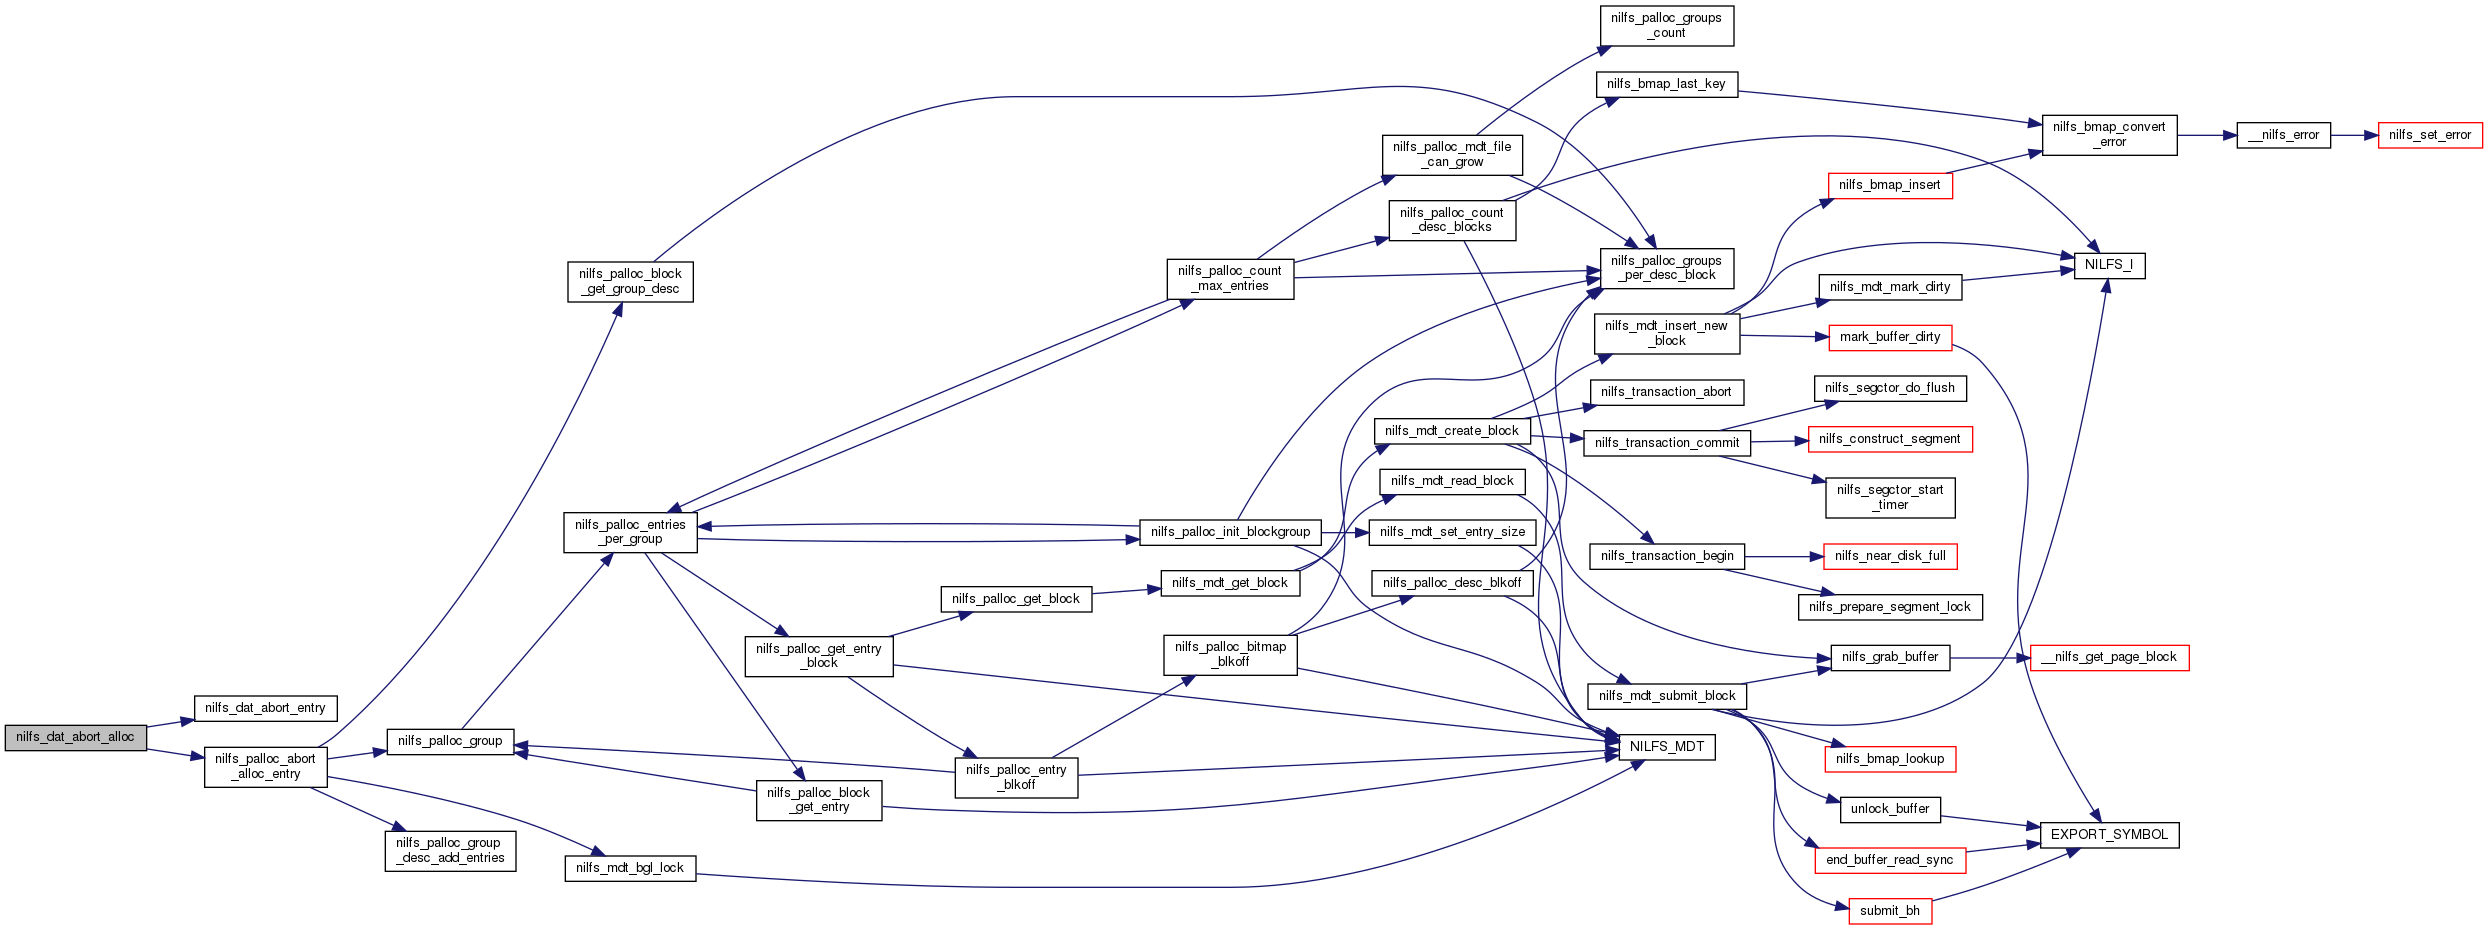 nilfs_dat_abort_alloc
nilfs_dat_abort_entry
nilfs_palloc_abort
_alloc_entry
nilfs_palloc_group
nilfs_palloc_group
_desc_add_entries
nilfs_palloc_block
_get_group_desc
nilfs_palloc_entries
_per_group
nilfs_mdt_bgl_lock
nilfs_palloc_get_entry
_block
nilfs_palloc_block
_get_entry
nilfs_palloc_get_block
nilfs_palloc_entry
_blkoff
nilfs_palloc_count
_max_entries
nilfs_palloc_init_blockgroup
nilfs_mdt_get_block
nilfs_palloc_bitmap
_blkoff
nilfs_palloc_mdt_file
_can_grow
nilfs_palloc_count
_desc_blocks
nilfs_mdt_create_block
nilfs_mdt_read_block
nilfs_mdt_set_entry_size
nilfs_palloc_desc_blkoff
nilfs_palloc_groups
_count
nilfs_bmap_last_key
nilfs_palloc_groups
_per_desc_block
nilfs_mdt_insert_new
_block
nilfs_transaction_abort
nilfs_transaction_commit
nilfs_transaction_begin
nilfs_mdt_submit_block
NILFS_MDT
nilfs_bmap_insert
nilfs_mdt_mark_dirty
mark_buffer_dirty
nilfs_segctor_do_flush
nilfs_construct_segment
nilfs_segctor_start
_timer
nilfs_near_disk_full
nilfs_prepare_segment_lock
nilfs_grab_buffer
nilfs_bmap_lookup
unlock_buffer
end_buffer_read_sync
submit_bh
nilfs_bmap_convert
_error
NILFS_I
__nilfs_get_page_block
EXPORT_SYMBOL
__nilfs_error
nilfs_set_error